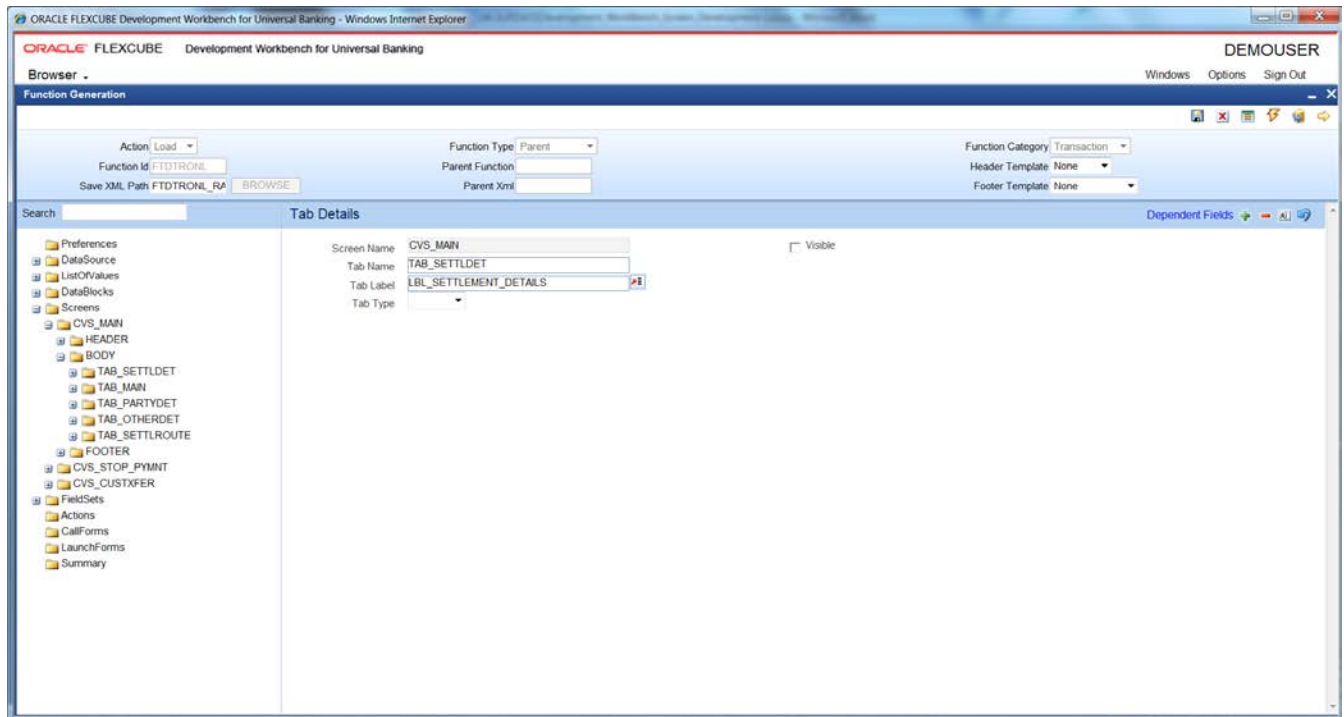 ORACLE FLEXCUBE Development Workbench for Universal Banking - Windows Internet Explorer
ORACLE FLEXCUBE Development Workbench for Universal Banking DEMOUSER
Browser Windows Options Sign Out
Function Generation
Action Load Function Type Parent Function Category Transaction
Function Id FTDTRONL Parent Function Header Template None
Save XML Path FTDTRONL_RA BROWSE Parent Xml Footer Template None
Search Tab Details Dependent Fields
Preferences
DataSource
ListOfValues
DataBlocks
Screens
CVS_MAIN
HEADER
BODY
TAB_SETTLDET
TAB_MAIN
TAB_PARTYDET
TAB_OTHERDET
TAB_SETTLROUTE
FOOTER
CVS_STOP_PYMNT
CVS_CUSTXFER
FieldSets
Actions
CallForms
LaunchForms
Summary
Screen Name CVS_MAIN Visible
Tab Name TAB_SETTLDET
Tab Label LBL_SETTLEMENT_DETAILS
Tab Type